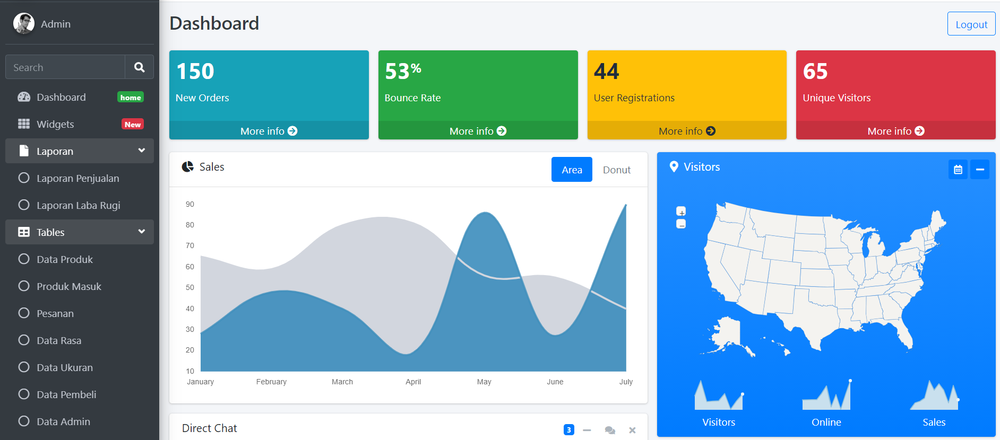 Admin
Search
Dashboard home
Widgets New
Laporan
Laporan Penjualan
Laporan Laba Rugi
Tables
Data Produk
Produk Masuk
Pesanan
Data Rasa
Data Ukuran
Data Pembeli
Data Admin
Dashboard
Logout
150
New Orders
More info
53%
Bounce Rate
More info
44
User Registrations
More info
65
Unique Visitors
More info
Sales
Area Donut
90
80
70
60
50
40
30
20
10
January February March April May June July
Visitors
+
−
Visitors Online Sales
Direct Chat
3